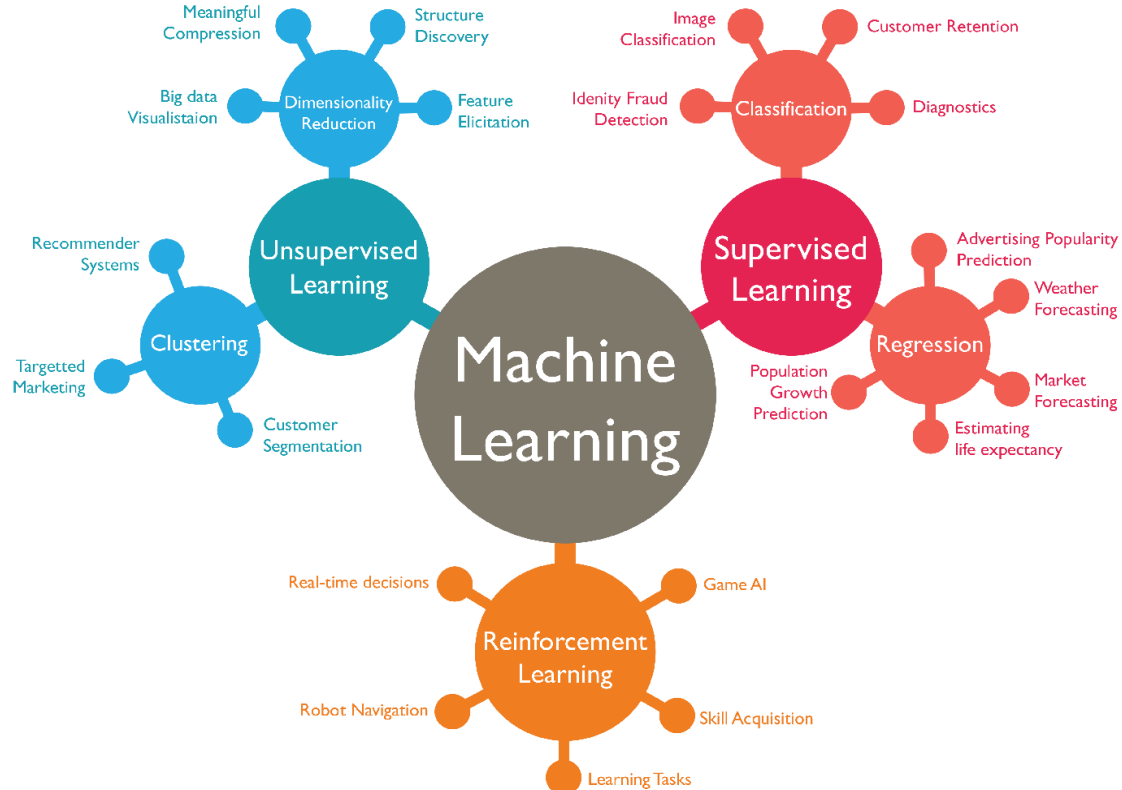 Meaningful
Compression
Structure
Discovery
Big data
Visualistaion
Dimensionality
Reduction
Feature
Elicitation
Image
Classification
Customer Retention
Idenity Fraud
Detection
Classification
Diagnostics
Unsupervised
Learning
Recommender
Systems
Clustering
Targetted
Marketing
Customer
Segmentation
Machine
Learning
Supervised
Learning
Advertising Popularity
Prediction
Weather
Forecasting
Regression
Population
Growth
Prediction
Market
Forecasting
Estimating
life expectancy
Real-time decisions
Game AI
Reinforcement
Learning
Robot Navigation
Skill Acquisition
Learning Tasks